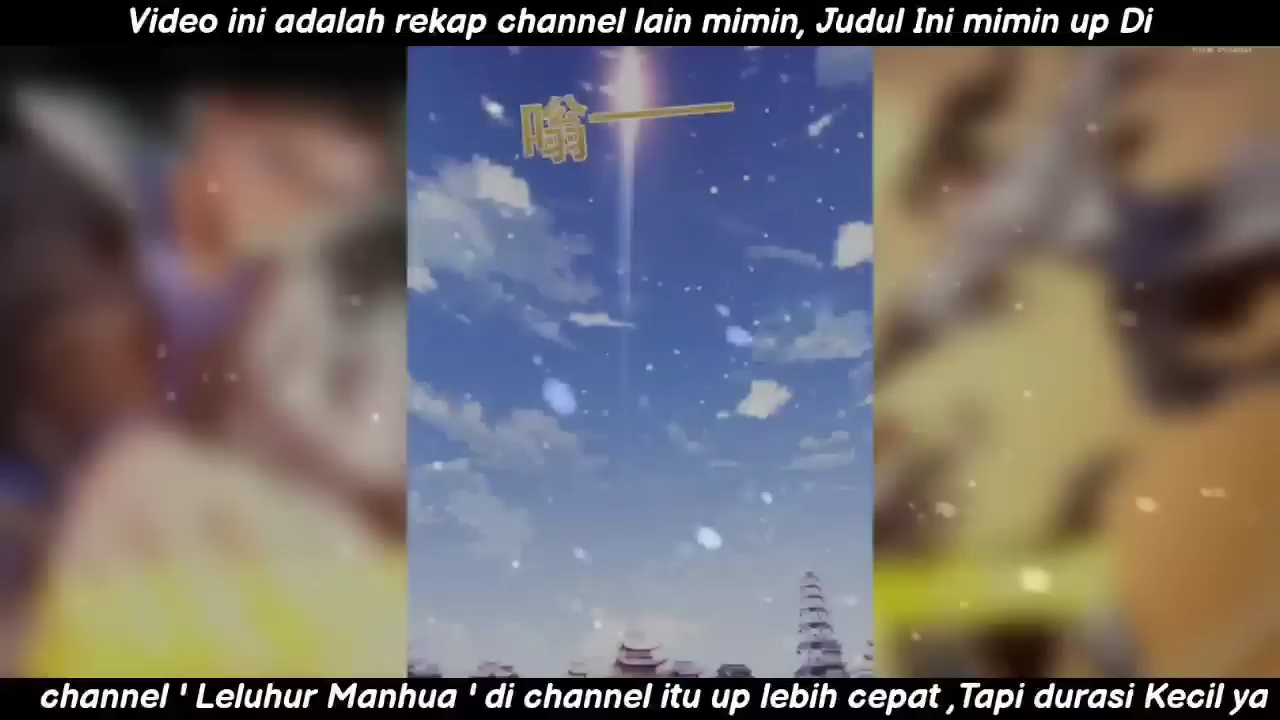 Video ini adalah rekap channel lain mimin, Judul Ini mimin up Di
嗡——
channel ' Leluhur Manhua ' di channel itu up lebih cepat ,Tapi durasi Kecil ya